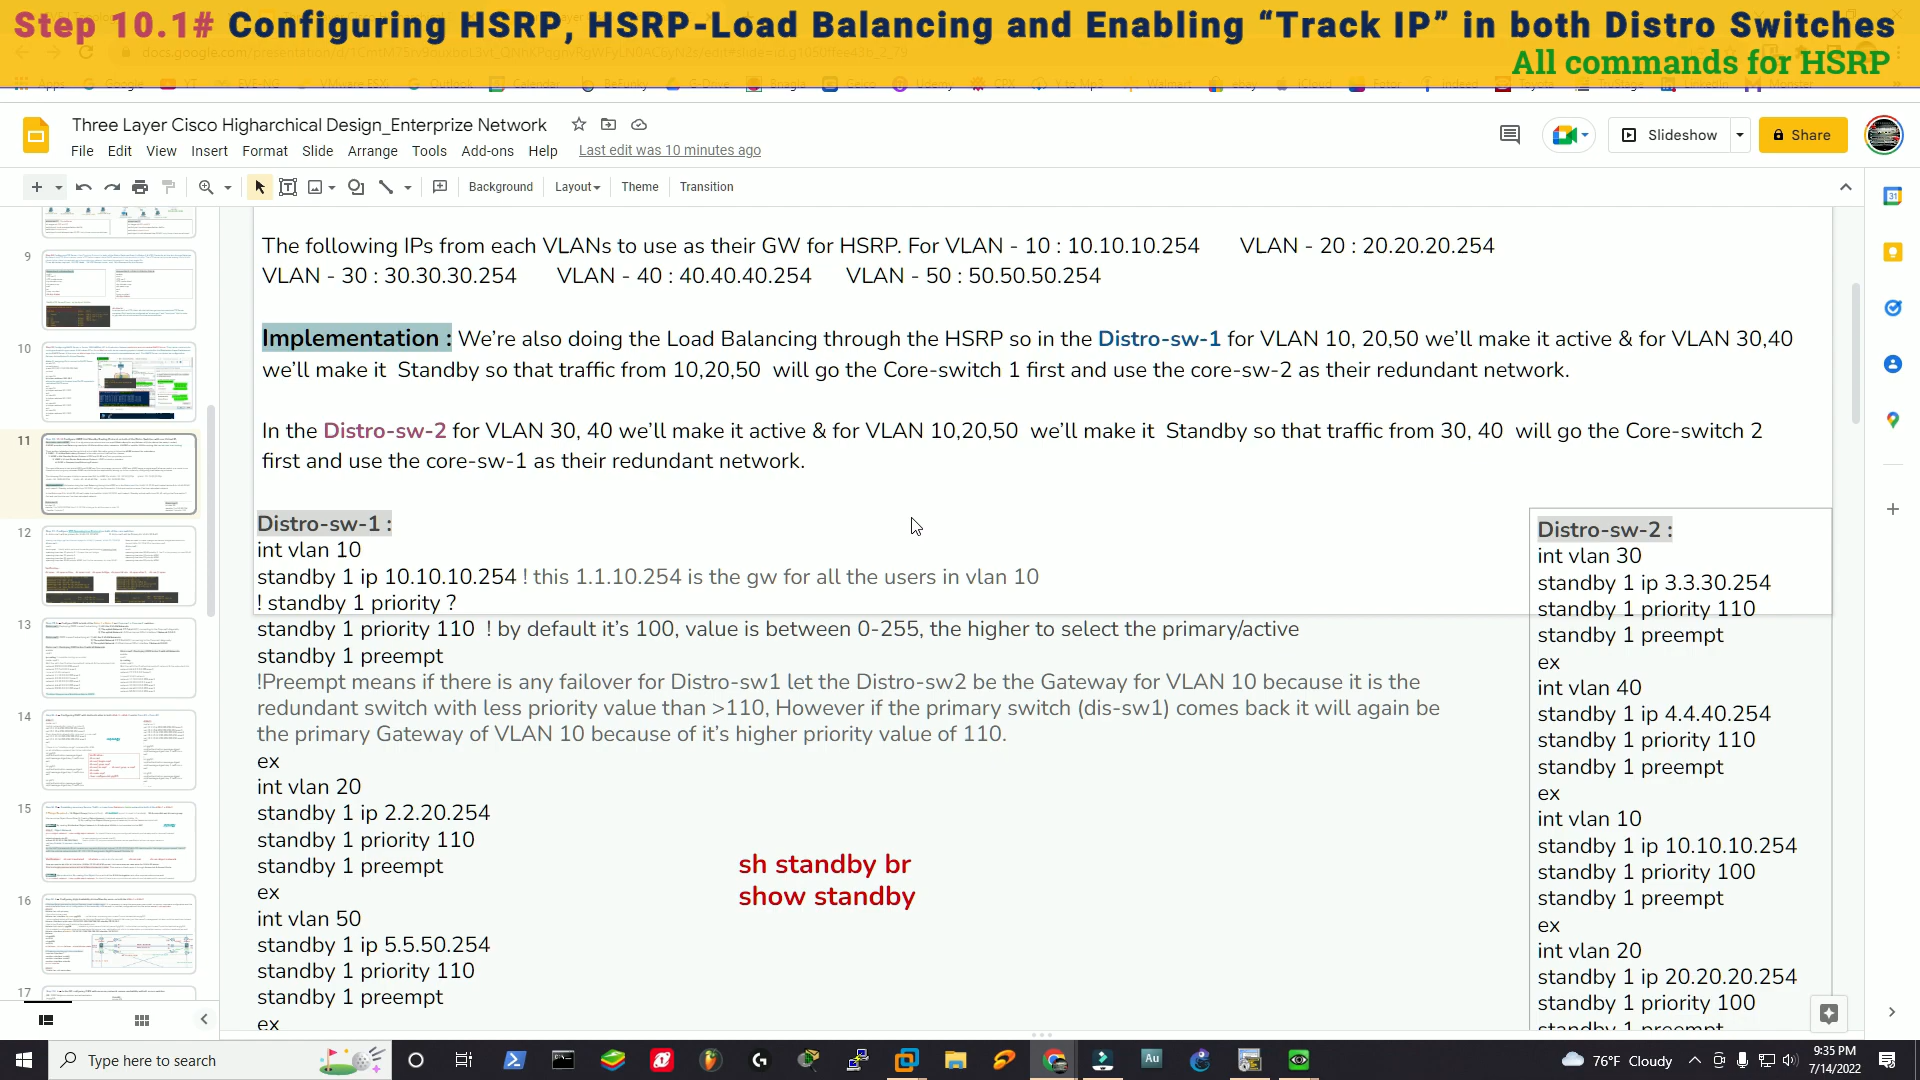 Step 10.1# Configuring HSRP, HSRP-Load Balancing and Enabling “Track IP” in both Distro Switches
All commands for HSRP
Three Layer Cisco Higharchical Design_Enterprize Network
File Edit View Insert Format Slide Arrange Tools Add-ons Help Last edit was 10 minutes ago
Slideshow
Share
Background Layout Theme Transition
The following IPs from each VLANs to use as their GW for HSRP. For VLAN - 10 : 10.10.10.254 VLAN - 20 : 20.20.20.254
VLAN - 30 : 30.30.30.254 VLAN - 40 : 40.40.40.254 VLAN - 50 : 50.50.50.254
Implementation : We’re also doing the Load Balancing through the HSRP so in the Distro-sw-1 for VLAN 10, 20,50 we’ll make it active & for VLAN 30,40
we’ll make it Standby so that traffic from 10,20,50 will go the Core-switch 1 first and use the core-sw-2 as their redundant network.
In the Distro-sw-2 for VLAN 30, 40 we’ll make it active & for VLAN 10,20,50 we’ll make it Standby so that traffic from 30, 40 will go the Core-switch 2
first and use the core-sw-1 as their redundant network.
Distro-sw-1 :
int vlan 10
standby 1 ip 10.10.10.254 ! this 1.1.10.254 is the gw for all the users in vlan 10
! standby 1 priority ?
standby 1 priority 110 ! by default it’s 100, value is between 0-255, the higher to select the primary/active
standby 1 preempt
!Preempt means if there is any failover for Distro-sw1 let the Distro-sw2 be the Gateway for VLAN 10 because it is the
redundant switch with less priority value than >110, However if the primary switch (dis-sw1) comes back it will again be
the primary Gateway of VLAN 10 because of it’s higher priority value of 110.
ex
int vlan 20
standby 1 ip 2.2.20.254
standby 1 priority 110
standby 1 preempt
ex
int vlan 50
standby 1 ip 5.5.50.254
standby 1 priority 110
standby 1 preempt
ex
sh standby br
show standby
Distro-sw-2 :
int vlan 30
standby 1 ip 3.3.30.254
standby 1 priority 110
standby 1 preempt
ex
int vlan 40
standby 1 ip 4.4.40.254
standby 1 priority 110
standby 1 preempt
ex
int vlan 10
standby 1 ip 10.10.10.254
standby 1 priority 100
standby 1 preempt
ex
int vlan 20
standby 1 ip 20.20.20.254
standby 1 priority 100
standby 1 preempt
9
10
11
12
13
14
15
16
17
Type here to search
76°F Cloudy
9:35 PM
7/14/2022